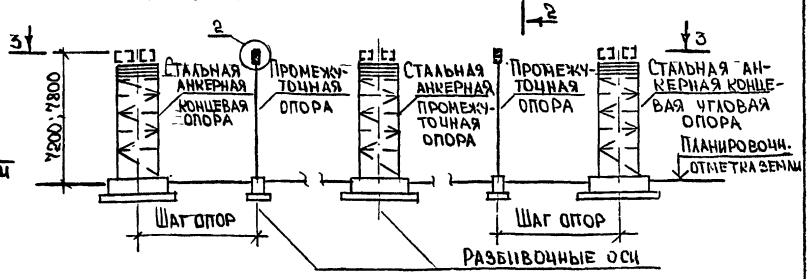 2
2
3
3
СТАЛЬНАЯ
АНКЕРНАЯ
КОНЦЕВАЯ
ОПОРА
ПРОМЕЖУ-
ТОЧНАЯ
ОПОРА
СТАЛЬНАЯ
АНКЕРНАЯ
ПРОМЕЖУ-
ТОЧНАЯ
ОПОРА
ПРОМЕЖУ-
ТОЧНАЯ
ОПОРА
СТАЛЬНАЯ АН-
КЕРНАЯ КОНЦЕ-
ВАЯ УГЛОВАЯ
ОПОРА
7200; 7800
ПЛАНИРОВОЧН.
ОТМЕТКА ЗЕМЛИ
ШАГ ОПОР
ШАГ ОПОР
РАЗБИВОЧНЫЕ ОСИ